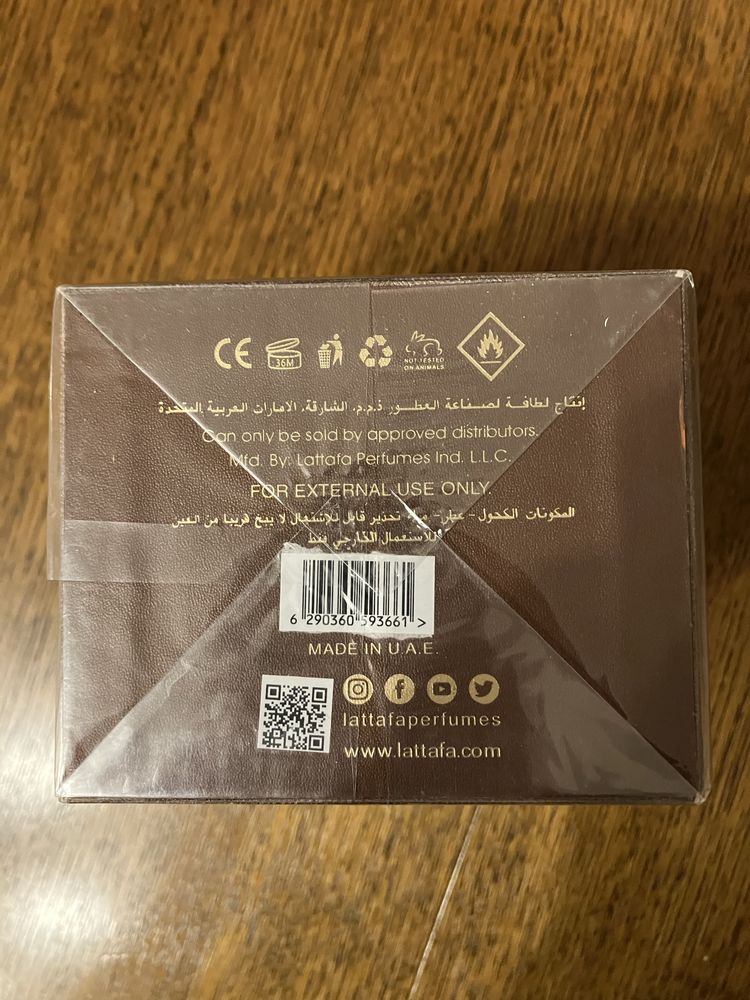 CE
36M
NOT TESTED
ON ANIMALS
إنتاج لطافة لصناعة العطور ذ.م.م. الشارقة، الامارات العربية المتحدة
Can only be sold by approved distributors.
Mfd. By: Lattafa Perfumes Ind. L.L.C.
FOR EXTERNAL USE ONLY.
المكونات الكحول - عطر - تحذير قابل للاشتعال لا يبيع قريبا من العين
للاستعمال الخارجي فقط
6 290360 593661 >
MADE IN U.A.E.
lattafaperfumes
www.lattafa.com